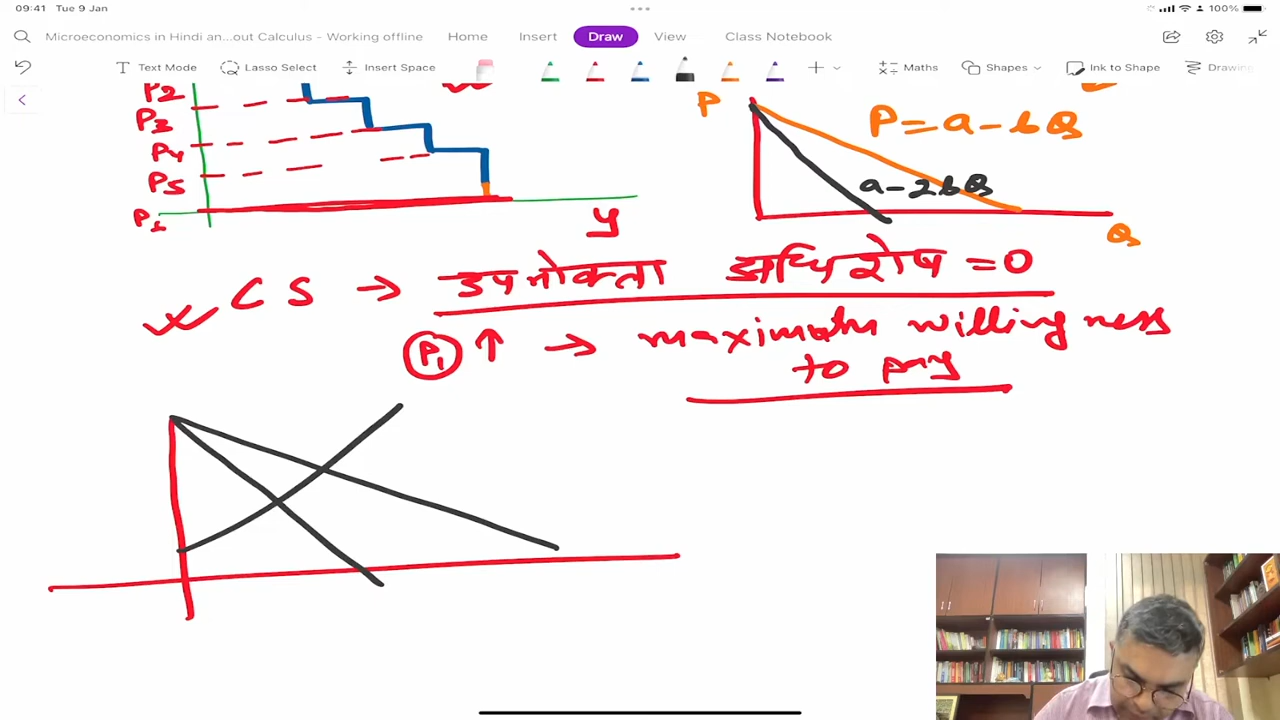 09:41 Tue 9 Jan
100%
Microeconomics in Hindi an...out Calculus - Working offline
Home
Insert
Draw
View
Class Notebook
Text Mode
Lasso Select
Insert Space
Maths
Shapes
Ink to Shape
Drawing
P2
P3
P4
P5
P1
y
P
P = a - bQ
a - 2bQ
Q
CS → उपभोक्ता अधिशेष = 0
P1 ↑ → maximum willingness
to pay